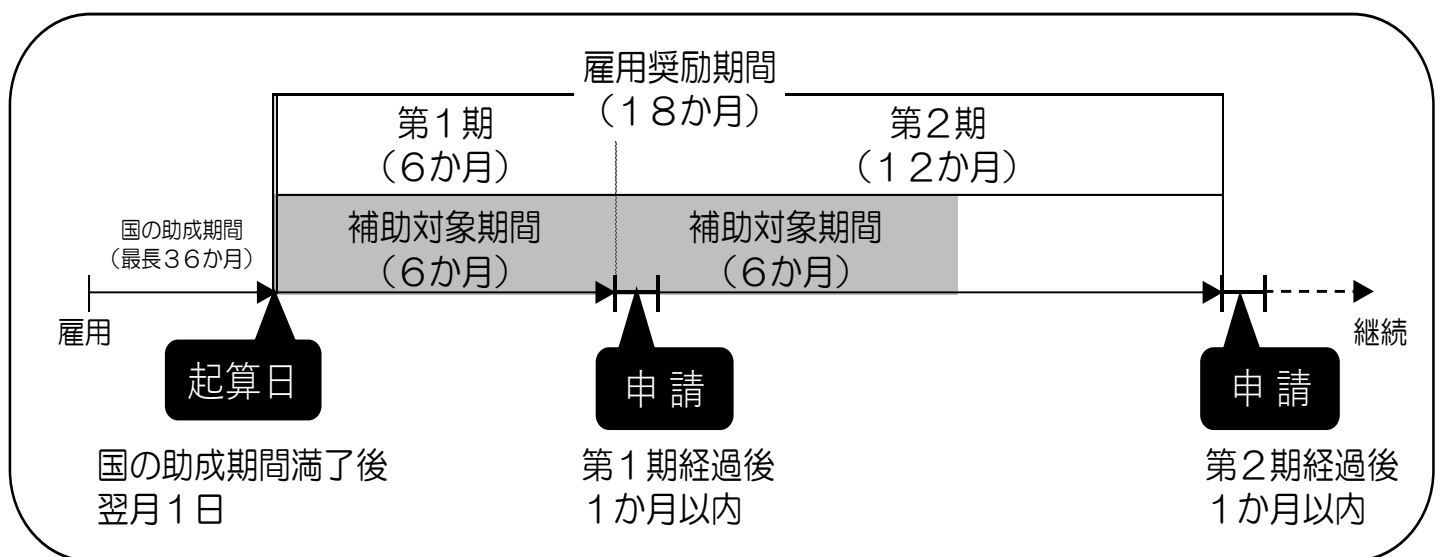 雇用奨励期間
（１８か月）
第１期
（６か月）
第２期
（１２か月）
国の助成期間
（最長３６か月）
補助対象期間
（６か月）
補助対象期間
（６か月）
雇用
継続
起算日
申 請
申 請
国の助成期間満了後
翌月１日
第１期経過後
１か月以内
第２期経過後
１か月以内